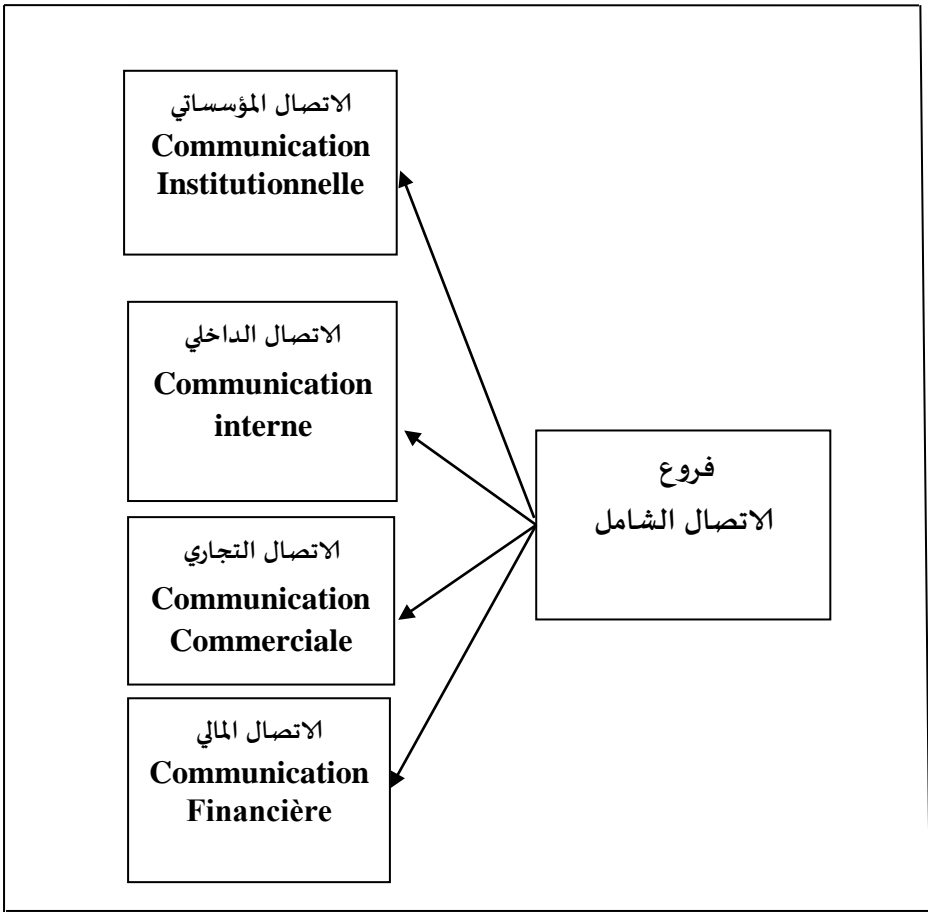 الاتصال المؤسساتي
Communication
Institutionnelle
الاتصال الداخلي
Communication
interne
فروع
الاتصال الشامل
الاتصال التجاري
Communication
Commerciale
الاتصال المالي
Communication
Financière